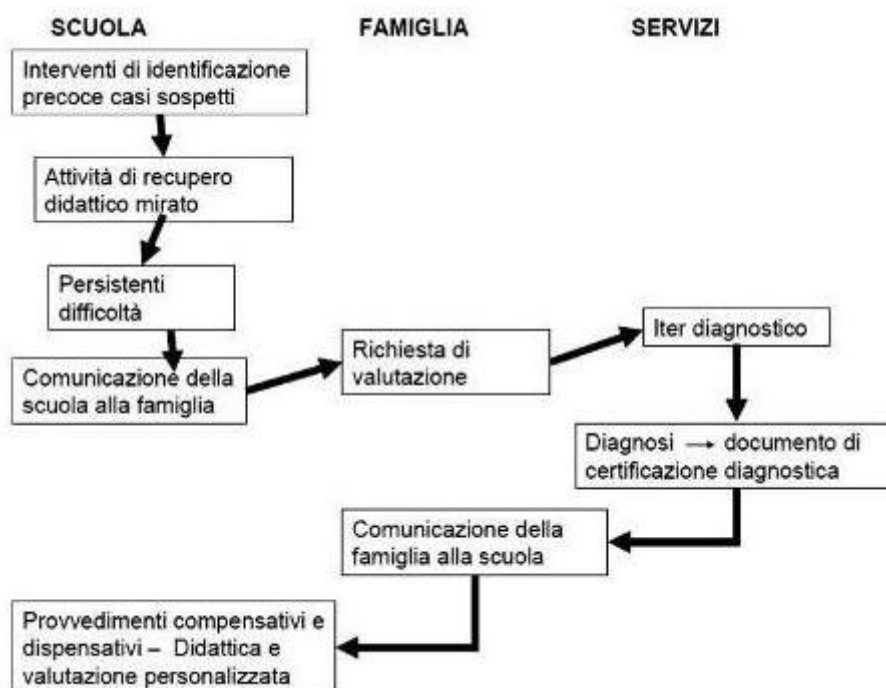 SCUOLA
FAMIGLIA
SERVIZI
Interventi di identificazione
precoce casi sospetti
Attività di recupero
didattico mirato
Persistenti
difficoltà
Comunicazione della
scuola alla famiglia
Richiesta di
valutazione
Iter diagnostico
Diagnosi → documento di
certificazione diagnostica
Comunicazione della
famiglia alla scuola
Provvedimenti compensativi e
dispensativi – Didattica e
valutazione personalizzata